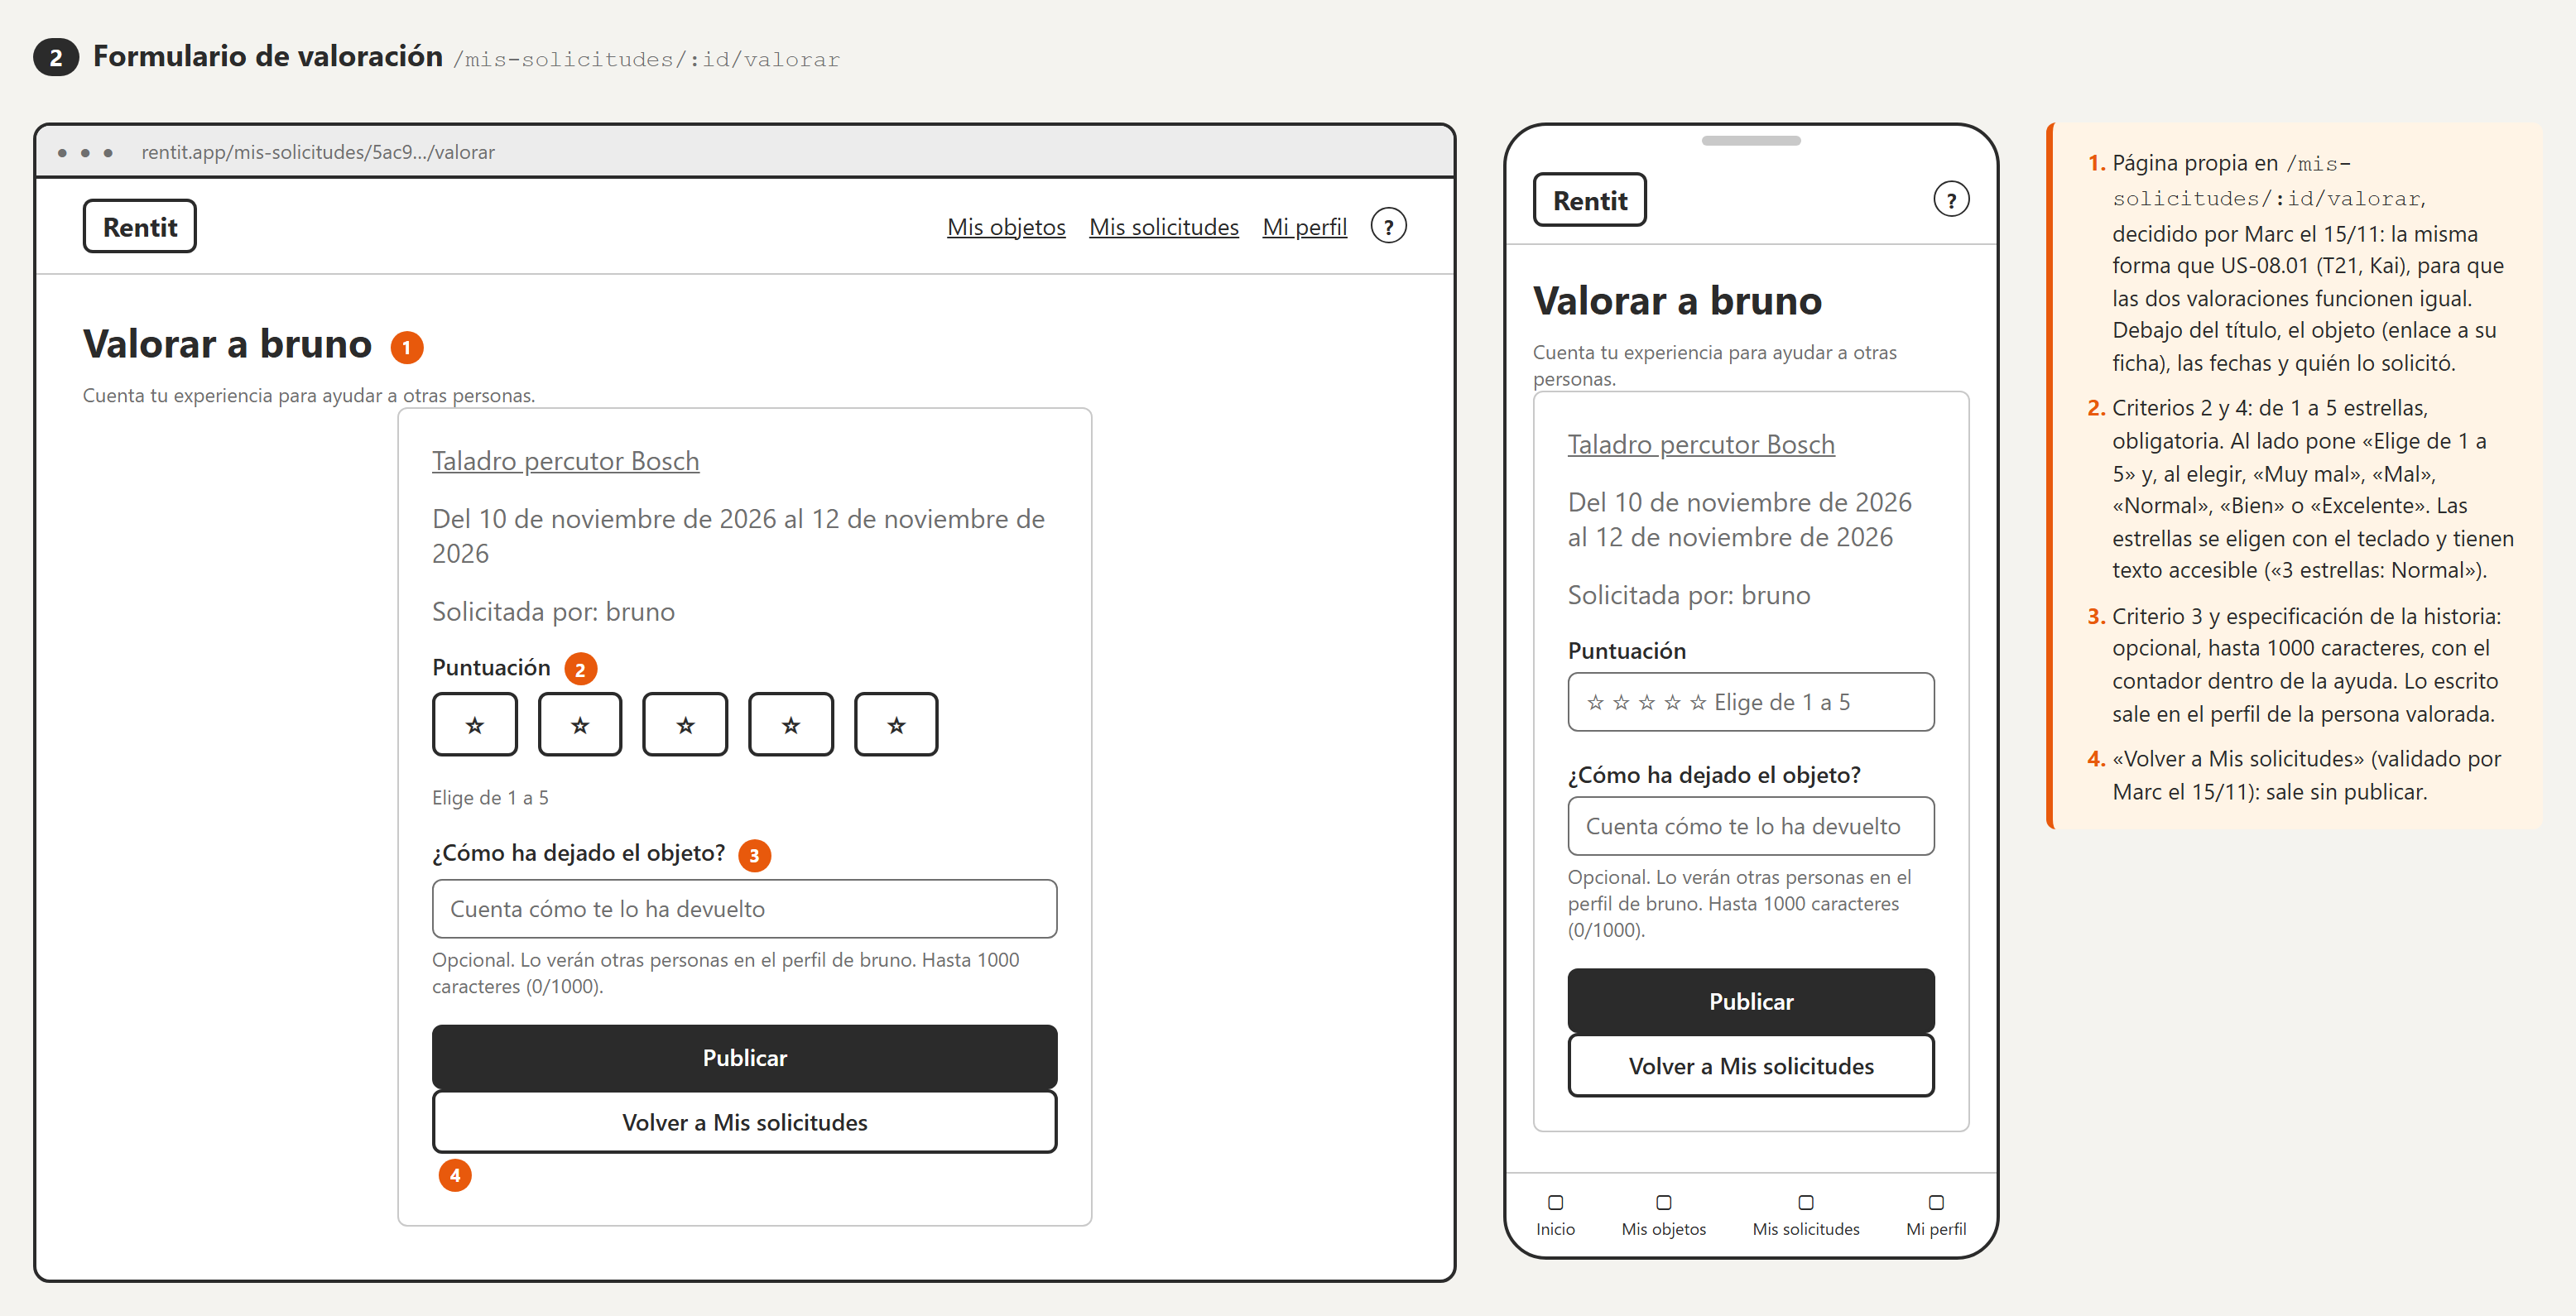 2 Formulario de valoración /mis-solicitudes/:id/valorar
rentit.app/mis-solicitudes/5ac9.../valorar
Rentit
Mis objetos Mis solicitudes Mi perfil ?
Valorar a bruno 1
Cuenta tu experiencia para ayudar a otras personas.
Taladro percutor Bosch
Del 10 de noviembre de 2026 al 12 de noviembre de
2026
Solicitada por: bruno
Puntuación 2
☆ ☆ ☆ ☆ ☆
Elige de 1 a 5
¿Cómo ha dejado el objeto? 3
Cuenta cómo te lo ha devuelto
Opcional. Lo verán otras personas en el perfil de bruno. Hasta 1000
caracteres (0/1000).
Publicar
Volver a Mis solicitudes
4
Rentit
?
Valorar a bruno
Cuenta tu experiencia para ayudar a otras
personas.
Taladro percutor Bosch
Del 10 de noviembre de 2026
al 12 de noviembre de 2026
Solicitada por: bruno
Puntuación
☆ ☆ ☆ ☆ ☆ Elige de 1 a 5
¿Cómo ha dejado el objeto?
Cuenta cómo te lo ha devuelto
Opcional. Lo verán otras personas en el
perfil de bruno. Hasta 1000 caracteres
(0/1000).
Publicar
Volver a Mis solicitudes
Inicio Mis objetos Mis solicitudes Mi perfil
1. Página propia en /mis-
solicitudes/:id/valorar,
decidido por Marc el 15/11: la misma
forma que US-08.01 (T21, Kai), para que
las dos valoraciones funcionen igual.
Debajo del título, el objeto (enlace a su
ficha), las fechas y quién lo solicitó.
2. Criterios 2 y 4: de 1 a 5 estrellas,
obligatoria. Al lado pone «Elige de 1 a
5» y, al elegir, «Muy mal», «Mal»,
«Normal», «Bien» o «Excelente». Las
estrellas se eligen con el teclado y tienen
texto accesible («3 estrellas: Normal»).
3. Criterio 3 y especificación de la historia:
opcional, hasta 1000 caracteres, con el
contador dentro de la ayuda. Lo escrito
sale en el perfil de la persona valorada.
4. «Volver a Mis solicitudes» (validado por
Marc el 15/11): sale sin publicar.